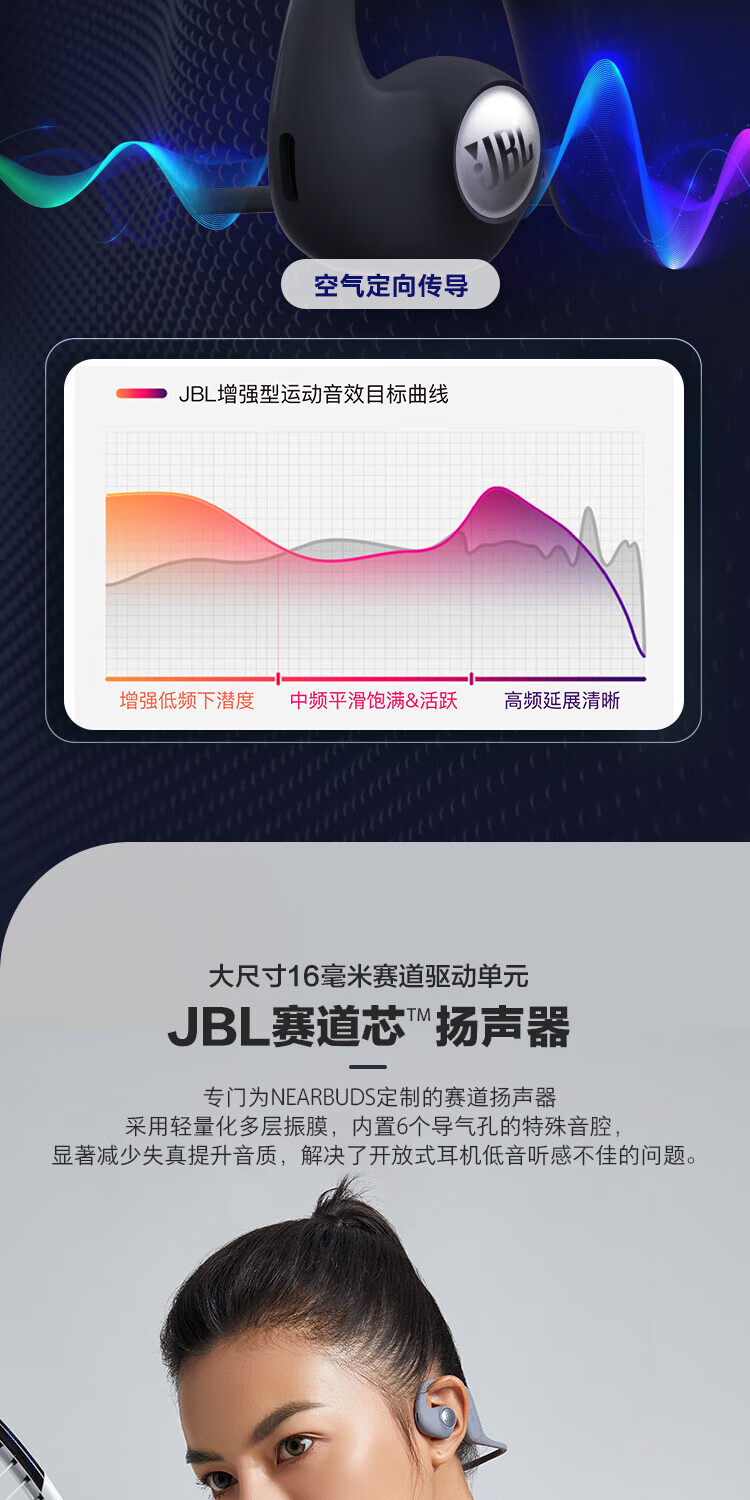 JBL
空气定向传导
JBL增强型运动音效目标曲线
增强低频下潜度 中频平滑饱满&活跃 高频延展清晰
大尺寸16毫米赛道驱动单元
JBL赛道芯™扬声器
专门为NEARBUDS定制的赛道扬声器
采用轻量化多层振膜，内置6个导气孔的特殊音腔，
显著减少失真提升音质，解决了开放式耳机低音听感不佳的问题。